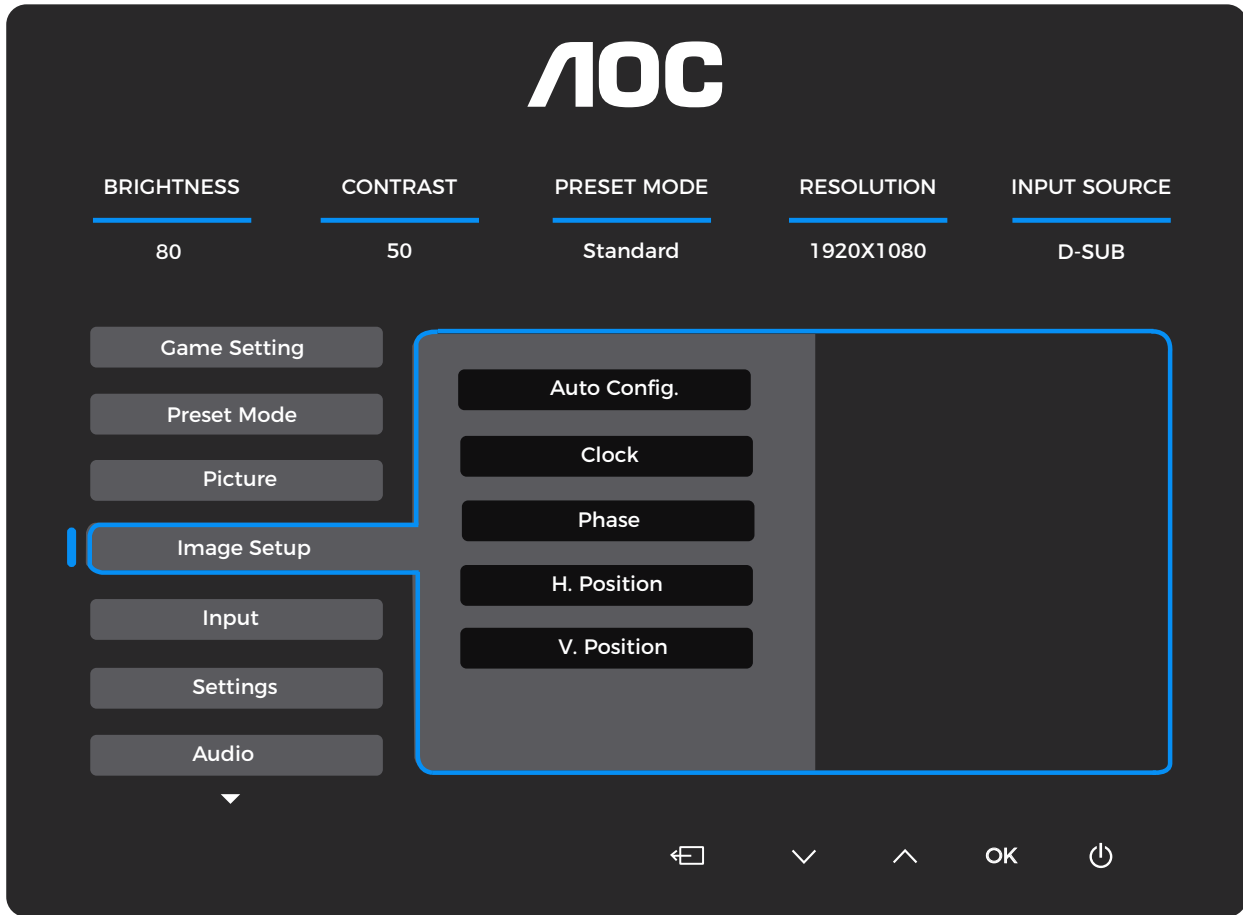 AOC
BRIGHTNESS CONTRAST PRESET MODE RESOLUTION INPUT SOURCE
80 50 Standard 1920X1080 D-SUB
Game Setting
Preset Mode
Picture
Image Setup
Input
Settings
Audio
Auto Config.
Clock
Phase
H. Position
V. Position
OK